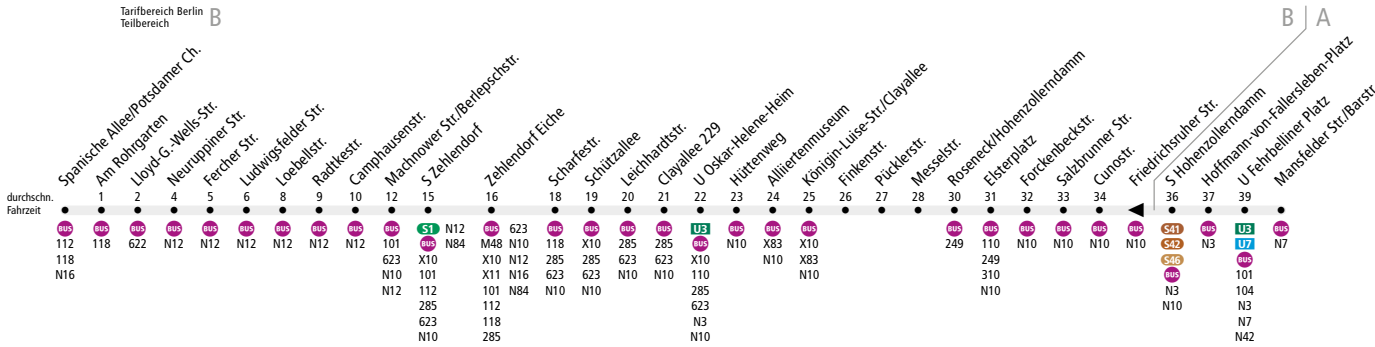 Tarifbereich Berlin
Teilbereich
B
B
A
Spanische Allee/Potsdamer Ch.
Am Rohrgarten
Lloyd-G.-Wells-Str.
Neuruppiner Str.
Fercher Str.
Ludwigsfelder Str.
Loebellstr.
Radtkestr.
Camphausenstr.
Machnower Str./Berlepschstr.
S Zehlendorf
Zehlendorf Eiche
Scharfestr.
Schützallee
Leichhardtstr.
Clayallee 229
U Oskar-Helene-Heim
Hüttenweg
Alliiertenmuseum
Königin-Luise-Str./Clayallee
Finkenstr.
Pücklerstr.
Messelstr.
Roseneck/Hohenzollerndamm
Elsterplatz
Forckenbeckstr.
Salzbrunner Str.
Cunostr.
Friedrichsruher Str.
S Hohenzollerndamm
Hoffmann-von-Fallersleben-Platz
U Fehrbelliner Platz
Mansfelder Str./Barstr.
durchschn.
Fahrzeit
1 2 4 5 6 8 9 10 12 15 16 18 19 20 21 22 23 24 25 26 27 28 30 31 32 33 34 36 37 39
BUS
112
118
N16
BUS
118
BUS
622
BUS
N12
BUS
N12
BUS
N12
BUS
N12
BUS
N12
BUS
N12
BUS
101
623
N10
N12
S1
BUS
X10
101
112
285
623
N10
N12
N84
BUS
M48
X10
X11
101
112
118
285
623
N10
N12
N16
N84
BUS
118
285
623
N10
BUS
X10
285
623
N10
BUS
285
623
N10
BUS
285
623
N10
U3
BUS
X10
110
285
623
N3
N10
BUS
N10
BUS
X83
N10
BUS
X10
X83
N10
BUS
249
BUS
110
249
310
N10
BUS
N10
BUS
N10
BUS
N10
BUS
N10
S41
S42
S46
BUS
N3
N10
BUS
N3
U3
U7
BUS
101
104
N3
N7
N42
BUS
N7